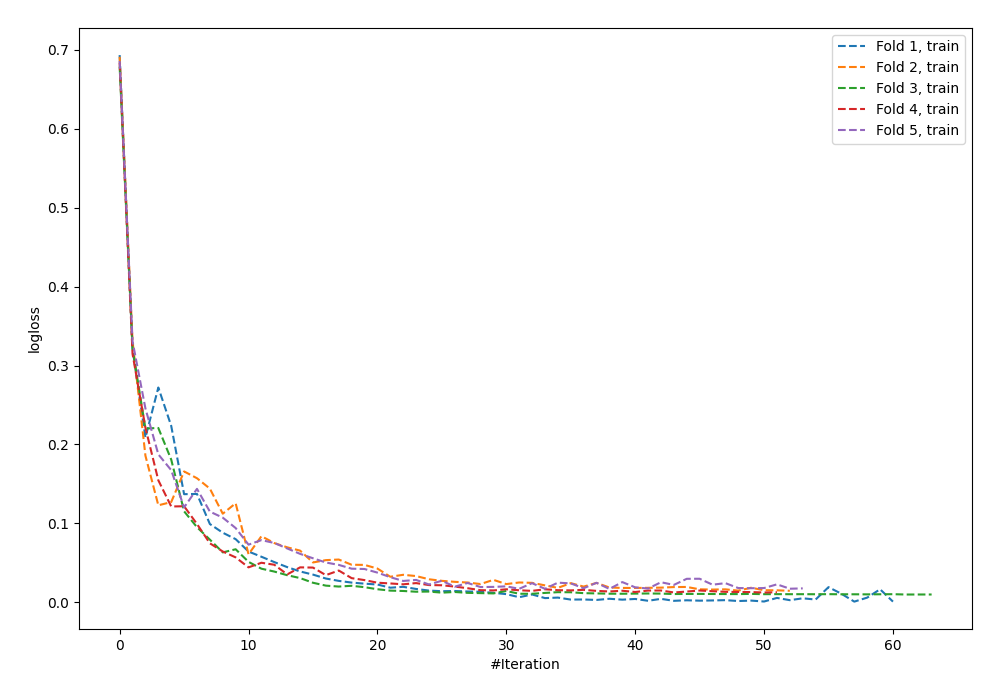 0.7
0.6
0.5
0.4
0.3
0.2
0.1
0.0
logloss
0
10
20
30
40
50
60
#Iteration
Fold 1, train
Fold 2, train
Fold 3, train
Fold 4, train
Fold 5, train